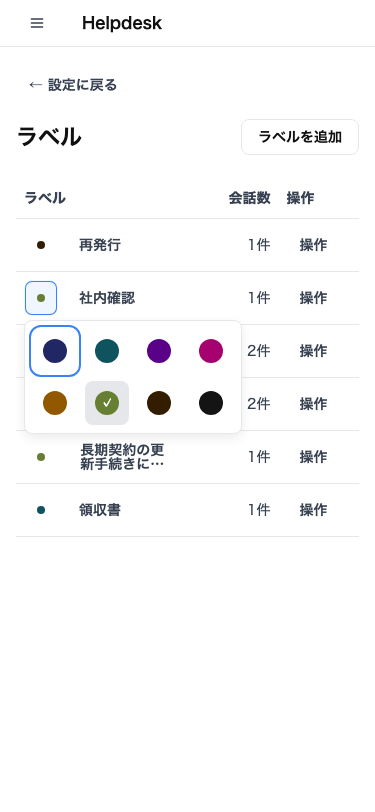 Helpdesk
← 設定に戻る
ラベル
ラベルを追加
ラベル 会話数 操作
再発行 1件 操作
社内確認 1件 操作
2件 操作
2件 操作
長期契約の更
新手続きに… 1件 操作
領収書 1件 操作